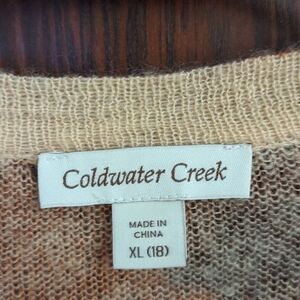 Coldwater Creek
MADE IN
CHINA
XL (18)